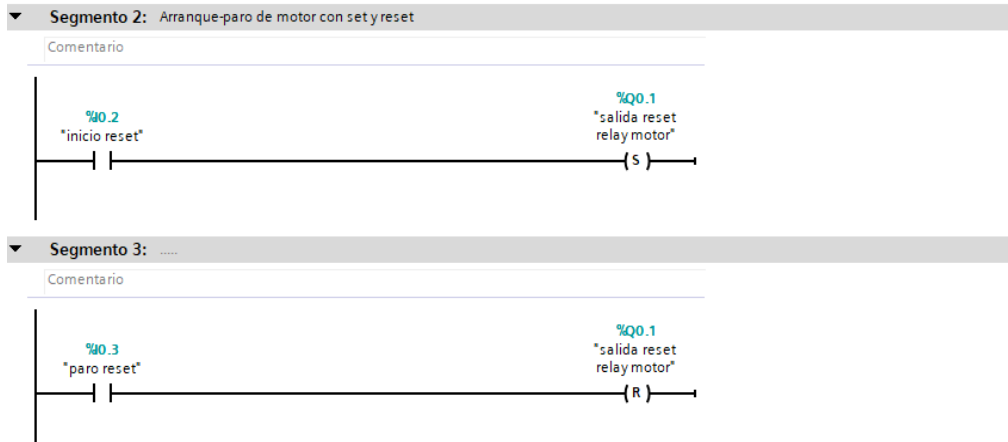 Segmento 2: Arranque-paro de motor con set y reset
Comentario
%I0.2
"inicio reset"
%Q0.1
"salida reset
relay motor"
S
Segmento 3: .....
Comentario
%I0.3
"paro reset"
%Q0.1
"salida reset
relay motor"
R